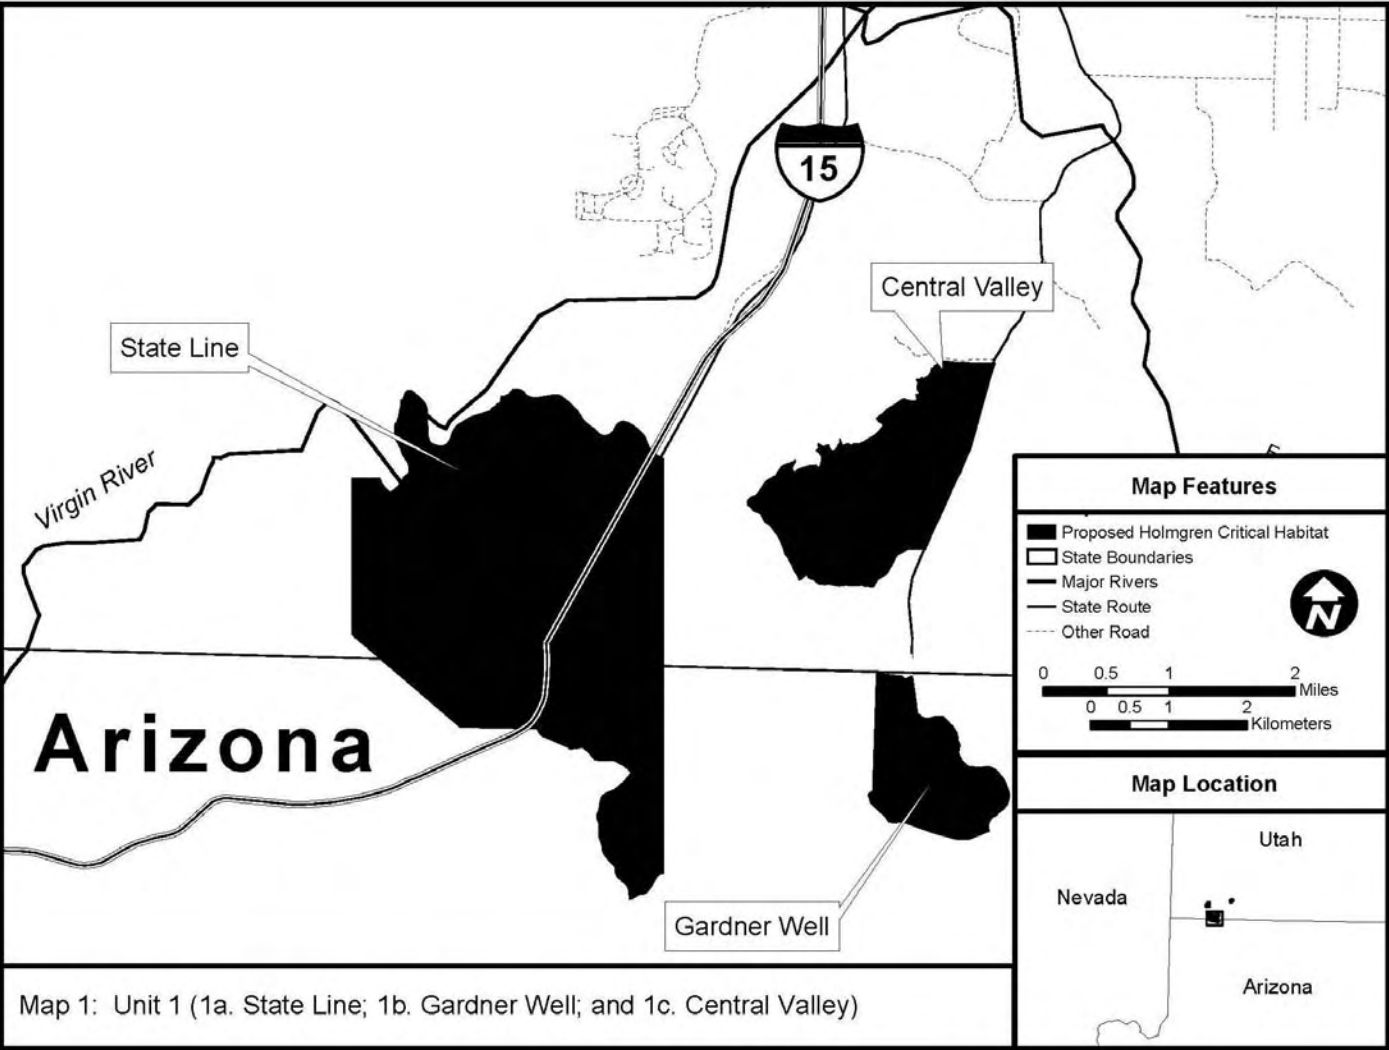 15
Central Valley
State Line
Virgin River
Arizona
Gardner Well
Map Features
Proposed Holmgren Critical Habitat
State Boundaries
Major Rivers
State Route
Other Road
N
0 0.5 1 2
Miles
0 0.5 1 2
Kilometers
Map Location
Utah
Nevada
Arizona
Map 1: Unit 1 (1a. State Line; 1b. Gardner Well; and 1c. Central Valley)